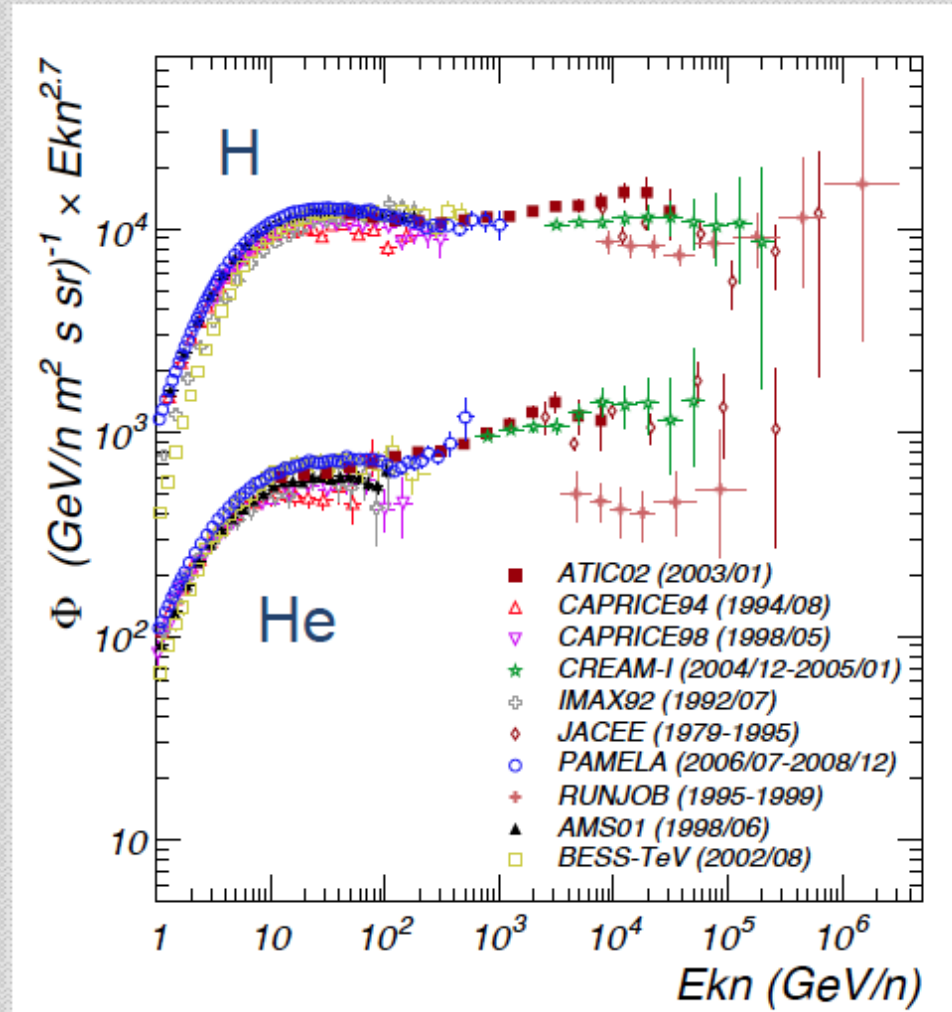 Φ (GeV/n m² s sr)⁻¹ × Ekn²·⁷
H
10⁴
10³
He
10²
10
ATIC02 (2003/01)
CAPRICE94 (1994/08)
CAPRICE98 (1998/05)
CREAM-I (2004/12-2005/01)
IMAX92 (1992/07)
JACEE (1979-1995)
PAMELA (2006/07-2008/12)
RUNJOB (1995-1999)
AMS01 (1998/06)
BESS-TeV (2002/08)
1 10 10² 10³ 10⁴ 10⁵ 10⁶
Ekn (GeV/n)